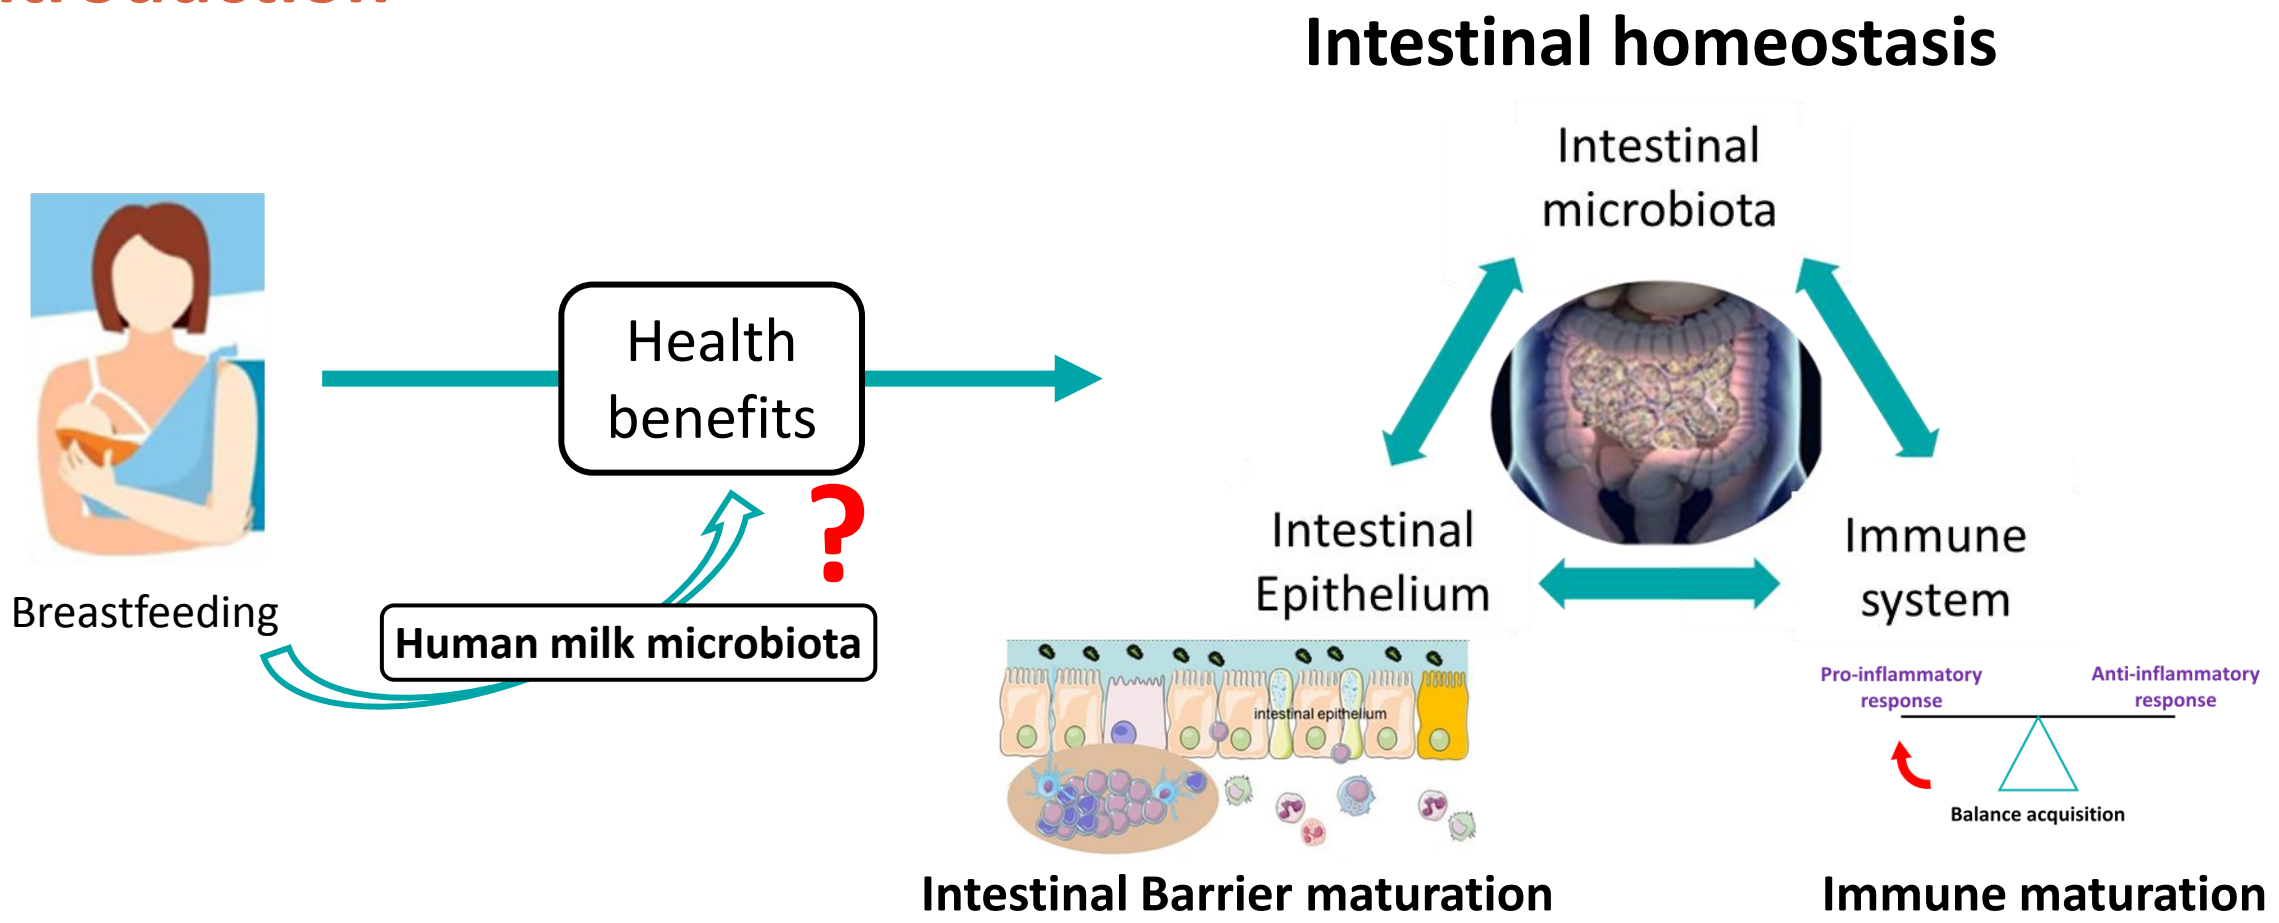 Intestinal homeostasis
Intestinal
microbiota
Health
benefits
?
Breastfeeding
Human milk microbiota
Intestinal
Epithelium
Immune
system
intestinal epithelium
Pro-inflammatory
response
Anti-inflammatory
response
Balance acquisition
Intestinal Barrier maturation
Immune maturation